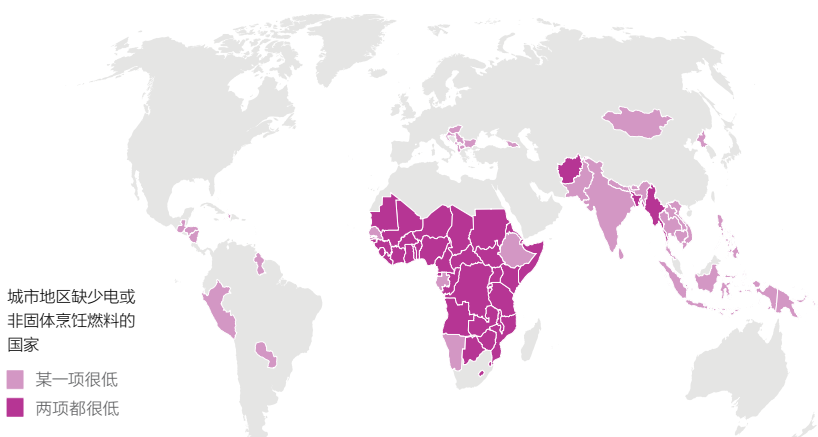 城市地区缺少电或
非固体烹饪燃料的
国家
某一项很低
两项都很低